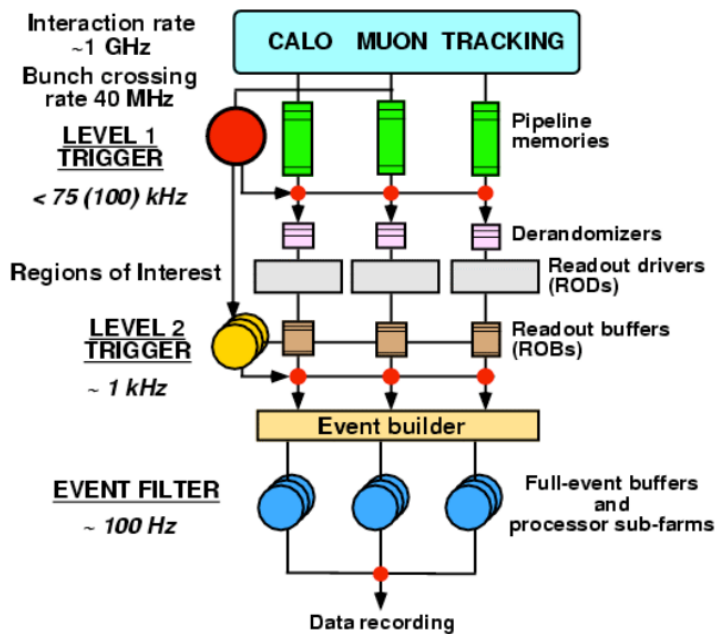 Interaction rate
~1 GHz
CALO MUON TRACKING
Bunch crossing
rate 40 MHz
LEVEL 1
TRIGGER
Pipeline
memories
< 75 (100) kHz
Derandomizers
Regions of Interest
Readout drivers
(RODs)
LEVEL 2
TRIGGER
Readout buffers
(ROBs)
~ 1 kHz
Event builder
EVENT FILTER
~ 100 Hz
Full-event buffers
and
processor sub-farms
Data recording